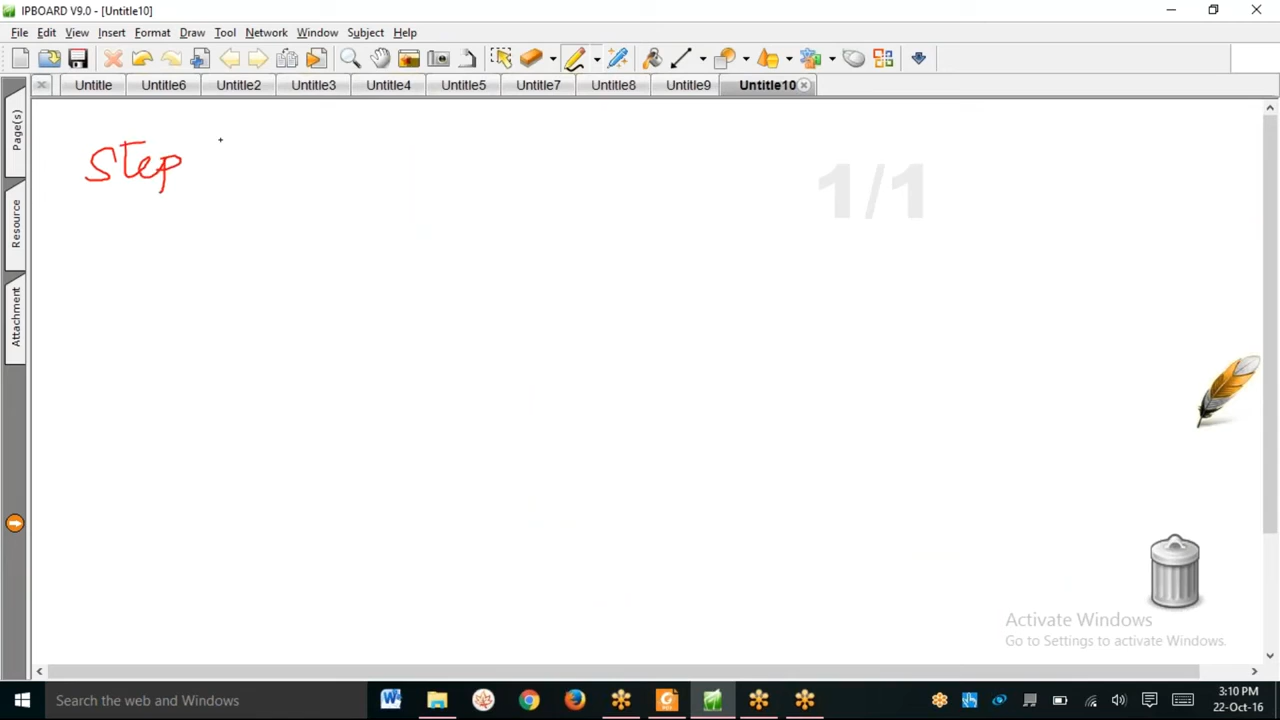 IPBOARD V9.0 - [Untitle10]
File Edit View Insert Format Draw Tool Network Window Subject Help
Untitle Untitle6 Untitle2 Untitle3 Untitle4 Untitle5 Untitle7 Untitle8 Untitle9 Untitle10
Page(s)
Resource
Attachment
Step
1/1
Activate Windows
Go to Settings to activate Windows.
Search the web and Windows
3:10 PM
22-Oct-16